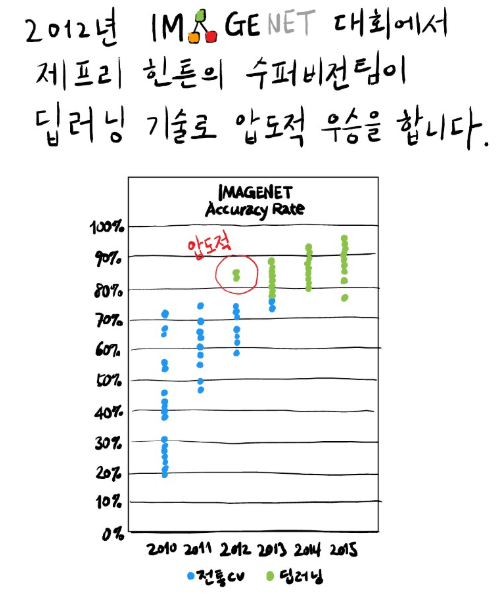 2012년 IMAGENET 대회에서
제프리 힌튼의 수퍼비전팀이
딥러닝 기술로 압도적 우승을 합니다.
IMAGENET
Accuracy Rate
압도적
100%
90%
80%
70%
60%
50%
40%
30%
20%
10%
0%
2010 2011 2012 2013 2014 2015
전통CV 딥러닝